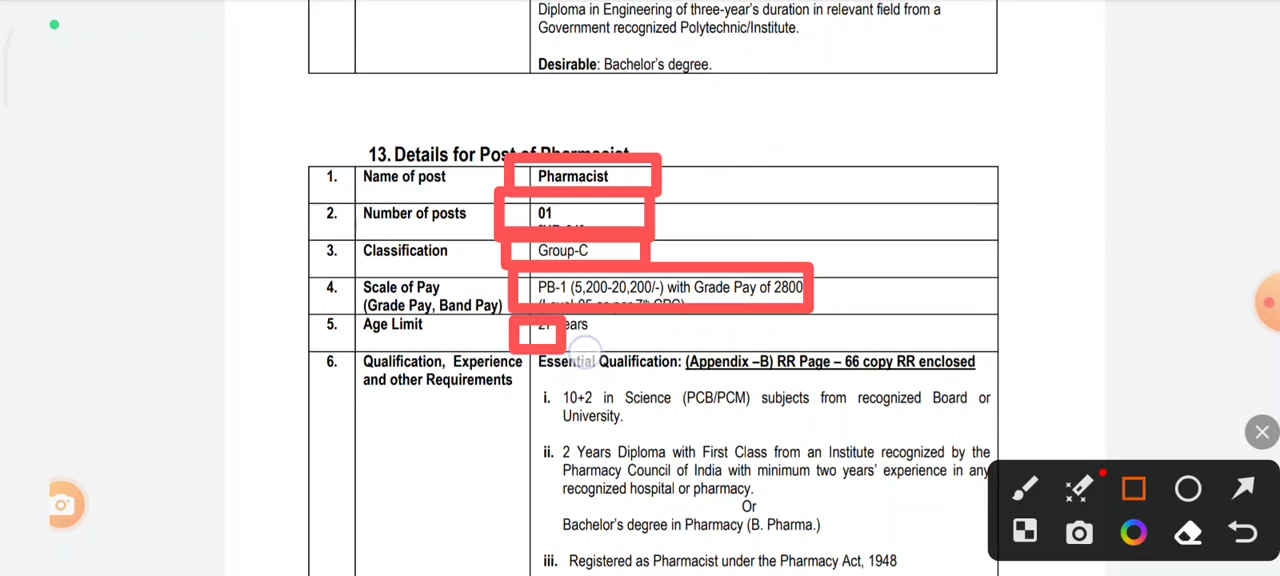 Diploma in Engineering of three-year's duration in relevant field from a
Government recognized Polytechnic/Institute.
Desirable: Bachelor's degree.
13. Details for Post of Pharmacist
1. Name of post Pharmacist
2. Number of posts 01
3. Classification Group-C
4. Scale of Pay PB-1 (5,200-20,200/-) with Grade Pay of 2800
(Grade Pay, Band Pay)
5. Age Limit 27 years
6. Qualification, Experience Essential Qualification: (Appendix –B) RR Page – 66 copy RR enclosed
and other Requirements
i. 10+2 in Science (PCB/PCM) subjects from recognized Board or
University.
ii. 2 Years Diploma with First Class from an Institute recognized by the
Pharmacy Council of India with minimum two years' experience in any
recognized hospital or pharmacy.
Or
Bachelor's degree in Pharmacy (B. Pharma.)
iii. Registered as Pharmacist under the Pharmacy Act, 1948